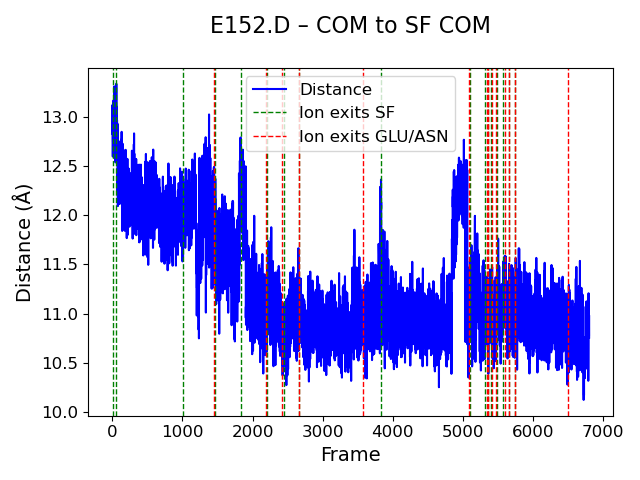 E152.D – COM to SF COM
Distance
Ion exits SF
Ion exits GLU/ASN
Distance (Å)
13.0
12.5
12.0
11.5
11.0
10.5
10.0
0 1000 2000 3000 4000 5000 6000 7000
Frame